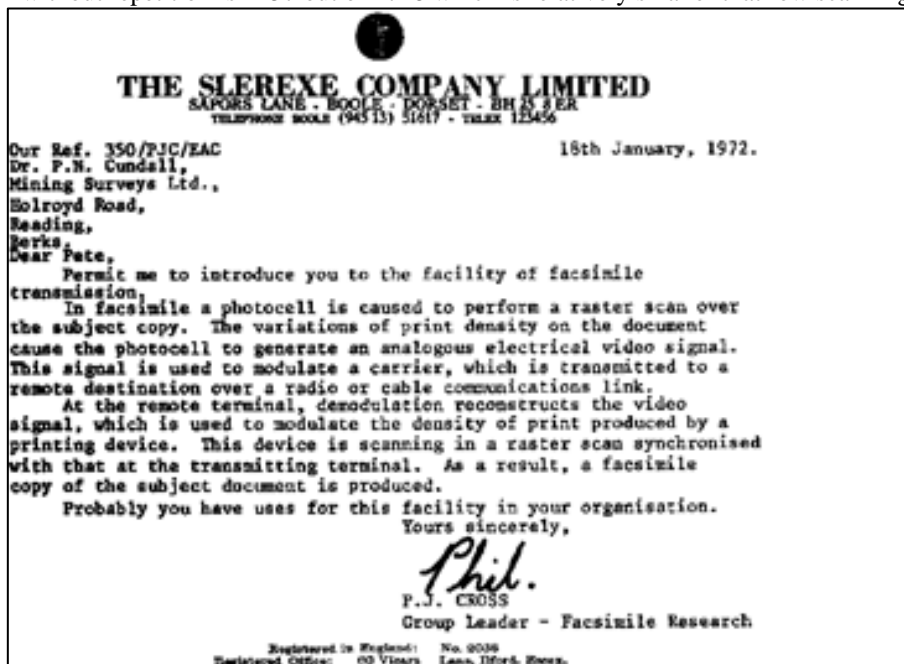 THE SLEREXE COMPANY LIMITED
SAPORS LANE - BOOLE - DORSET - BH 25 8 ER
TELEPHONE BOOLE (945 13) 51617 - TELEX 123456
Our Ref. 350/PJC/EAC 18th January, 1972.
Dr. P.N. Cundall,
Mining Surveys Ltd.,
Holroyd Road,
Reading,
Berks.
Dear Pete,
Permit me to introduce you to the facility of facsimile
transmission.
In facsimile a photocell is caused to perform a raster scan over
the subject copy. The variations of print density on the document
cause the photocell to generate an analogous electrical video signal.
This signal is used to modulate a carrier, which is transmitted to a
remote destination over a radio or cable communications link.
At the remote terminal, demodulation reconstructs the video
signal, which is used to modulate the density of print produced by a
printing device. This device is scanning in a raster scan synchronised
with that at the transmitting terminal. As a result, a facsimile
copy of the subject document is produced.
Probably you have uses for this facility in your organisation.
Yours sincerely,
Phil.
P.J. CROSS
Group Leader - Facsimile Research
Registered in England: No. 2038
Registered Office: 60 Vicara Lane, Ilford, Essex.